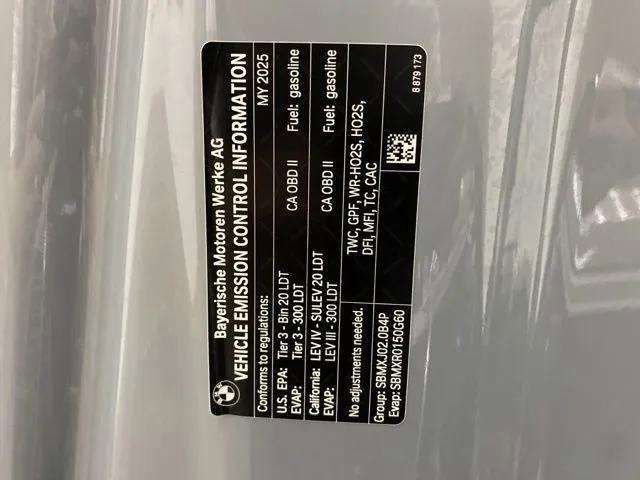 Bayerische Motoren Werke AG
VEHICLE EMISSION CONTROL INFORMATION
Conforms to regulations: MY 2025
U.S. EPA: Tier 3 - Bin 20 LDT CA OBD II Fuel: gasoline
EVAP: Tier 3 - 300 LDT
California: LEV IV - SULEV 20 LDT CA OBD II Fuel: gasoline
EVAP: LEV III - 300 LDT
No adjustments needed. TWC, GPF, WR-HO2S, HO2S,
DFI, MFI, TC, CAC
Group: SBMXJ02.0B4P
Evap: SBMXR0150G60
8 879 173
BMW